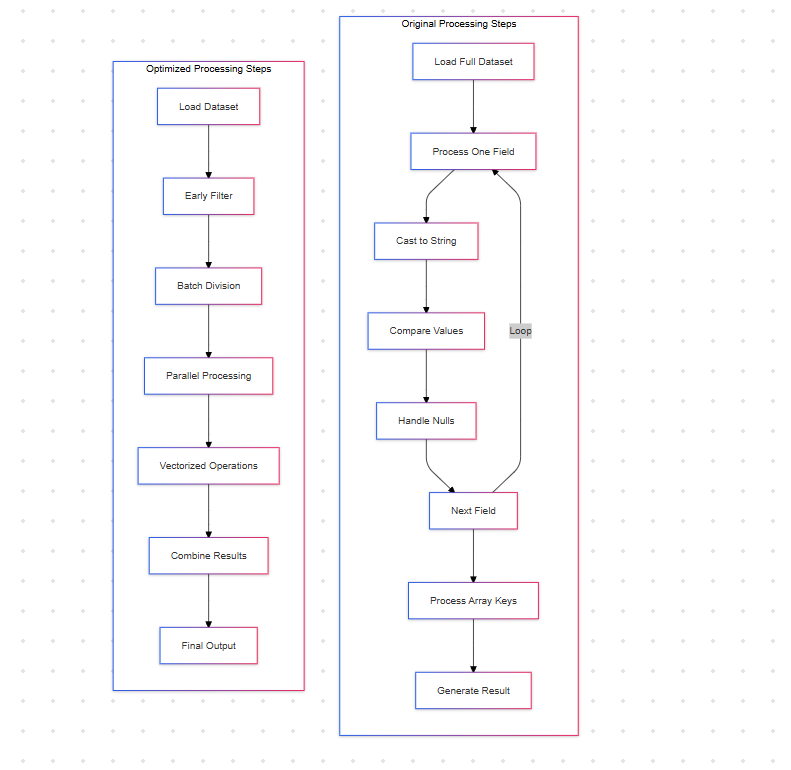 Optimized Processing Steps
Load Dataset
Early Filter
Batch Division
Parallel Processing
Vectorized Operations
Combine Results
Final Output
Original Processing Steps
Load Full Dataset
Process One Field
Cast to String
Compare Values
Loop
Handle Nulls
Next Field
Process Array Keys
Generate Result